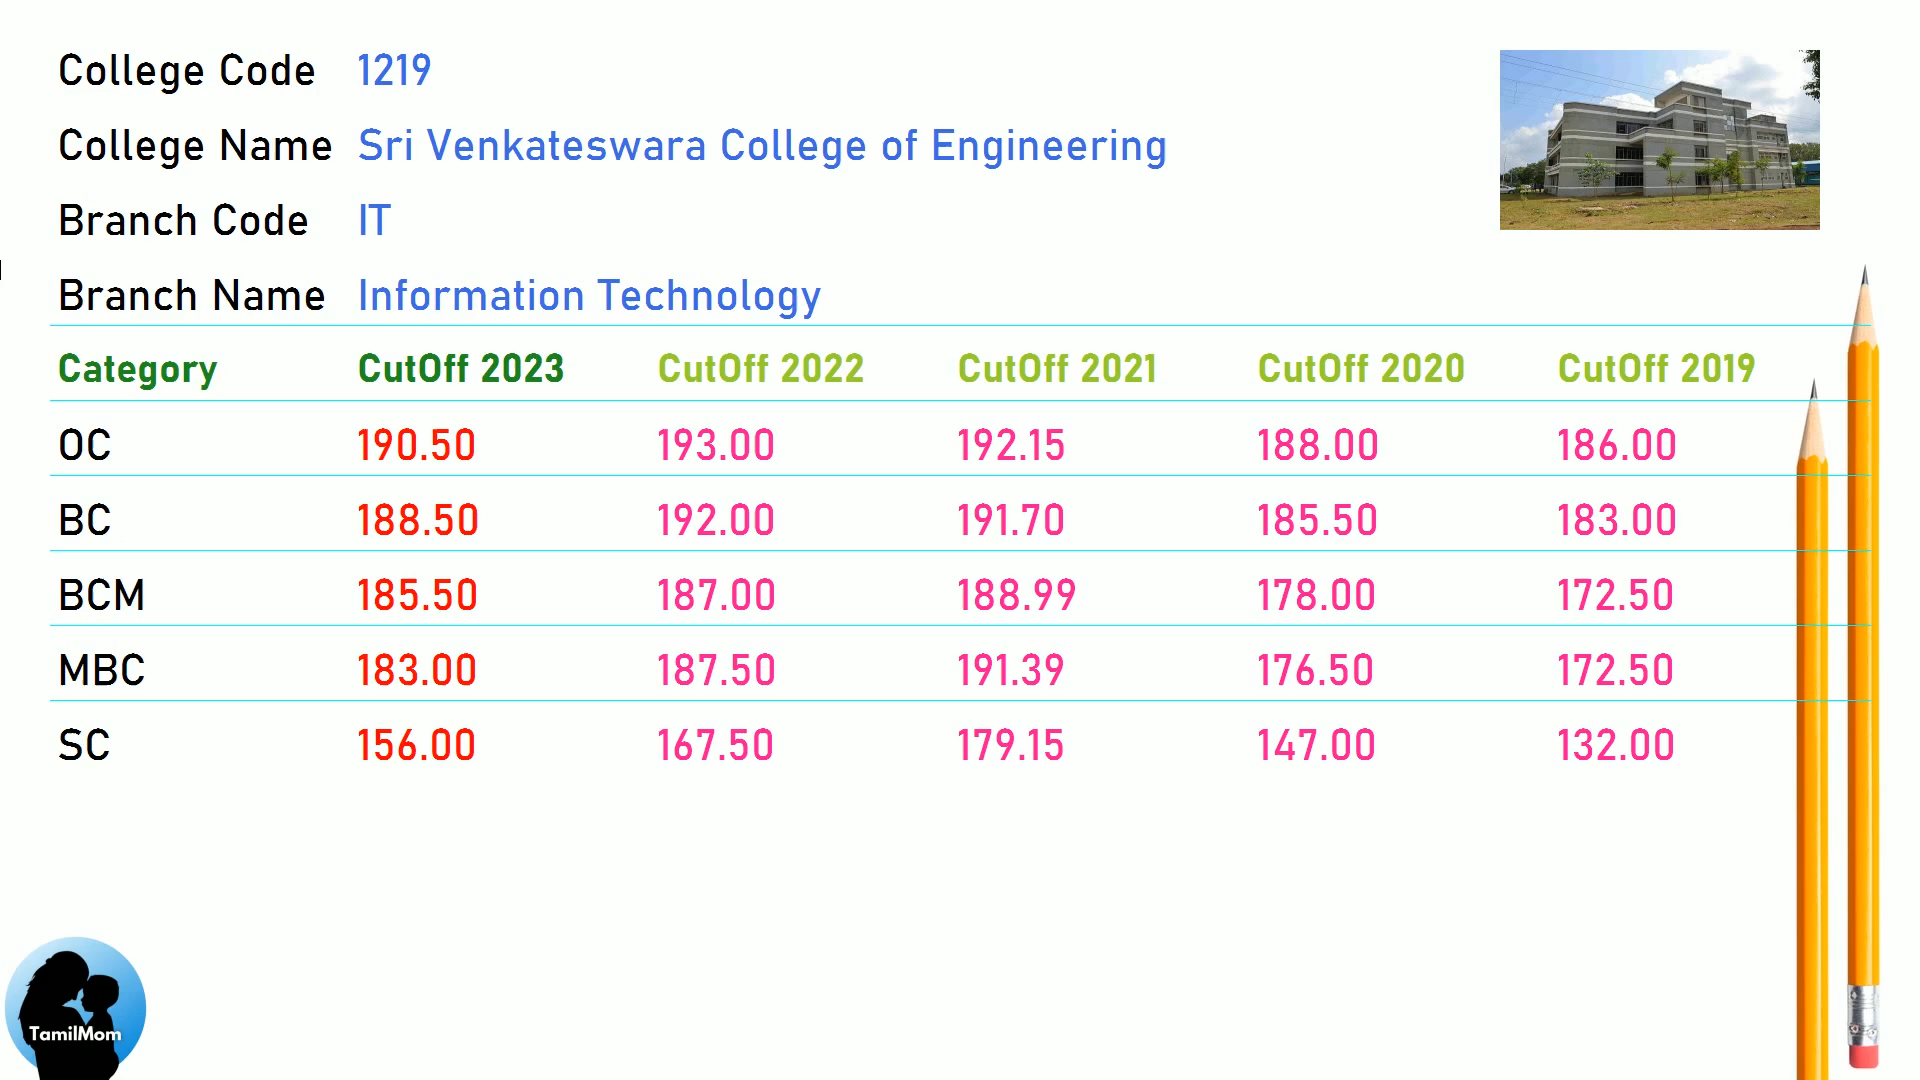 College Code 1219
College Name Sri Venkateswara College of Engineering
Branch Code IT
Branch Name Information Technology
Category CutOff 2023 CutOff 2022 CutOff 2021 CutOff 2020 CutOff 2019
OC 190.50 193.00 192.15 188.00 186.00
BC 188.50 192.00 191.70 185.50 183.00
BCM 185.50 187.00 188.99 178.00 172.50
MBC 183.00 187.50 191.39 176.50 172.50
SC 156.00 167.50 179.15 147.00 132.00
TamilMom